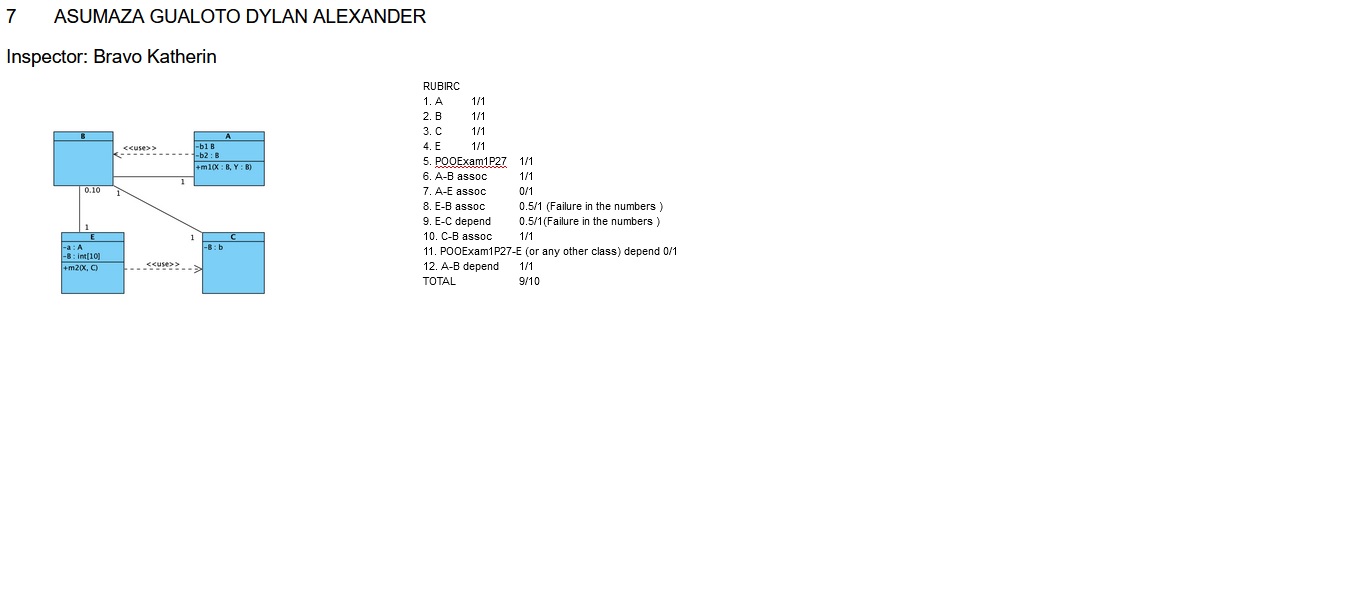 7 ASUMAZA GUALOTO DYLAN ALEXANDER
Inspector: Bravo Katherin
RUBIRC
1. A 1/1
2. B 1/1
3. C 1/1
4. E 1/1
5. POOExam1P27 1/1
6. A-B assoc 1/1
7. A-E assoc 0/1
8. E-B assoc 0.5/1 (Failure in the numbers )
9. E-C depend 0.5/1(Failure in the numbers )
10. C-B assoc 1/1
11. POOExam1P27-E (or any other class) depend 0/1
12. A-B depend 1/1
TOTAL 9/10
B
<<use>>
A
-b1 B
-b2 : B
+m1(X : B, Y : B)
1
0.10
1
1
1
E
-a : A
-B : int[10]
+m2(X, C)
<<use>>
C
-B : b